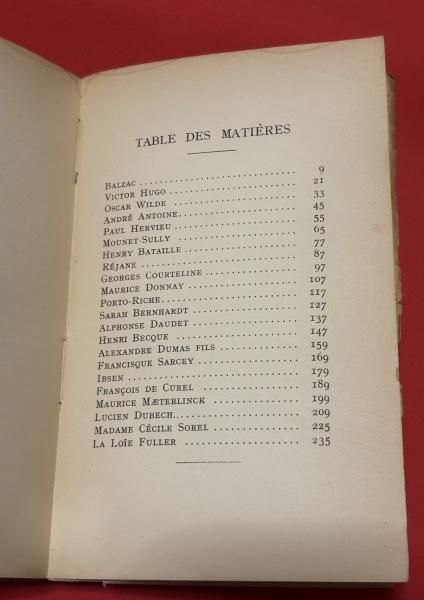 TABLE DES MATIÈRES
BALZAC .............................. 9
VICTOR HUGO ......................... 21
OSCAR WILDE ......................... 33
ANDRÉ ANTOINE........................ 45
PAUL HERVIEU ........................ 55
MOUNET-SULLY ........................ 65
HENRY BATAILLE ...................... 77
RÉJANE .............................. 87
GEORGES COURTELINE .................. 97
MAURICE DONNAY ...................... 107
PORTO-RICHE.......................... 117
SARAH BERNHARDT ..................... 127
ALPHONSE DAUDET ..................... 137
HENRI BECQUE ........................ 147
ALEXANDRE DUMAS FILS ................ 159
FRANCISQUE SARCEY ................... 169
IBSEN ............................... 179
FRANÇOIS DE CUREL ................... 189
MAURICE MÆTERLINCK .................. 199
LUCIEN DUBECH........................ 209
MADAME CÉCILE SOREL ................. 225
LA LOÏE FULLER ...................... 235